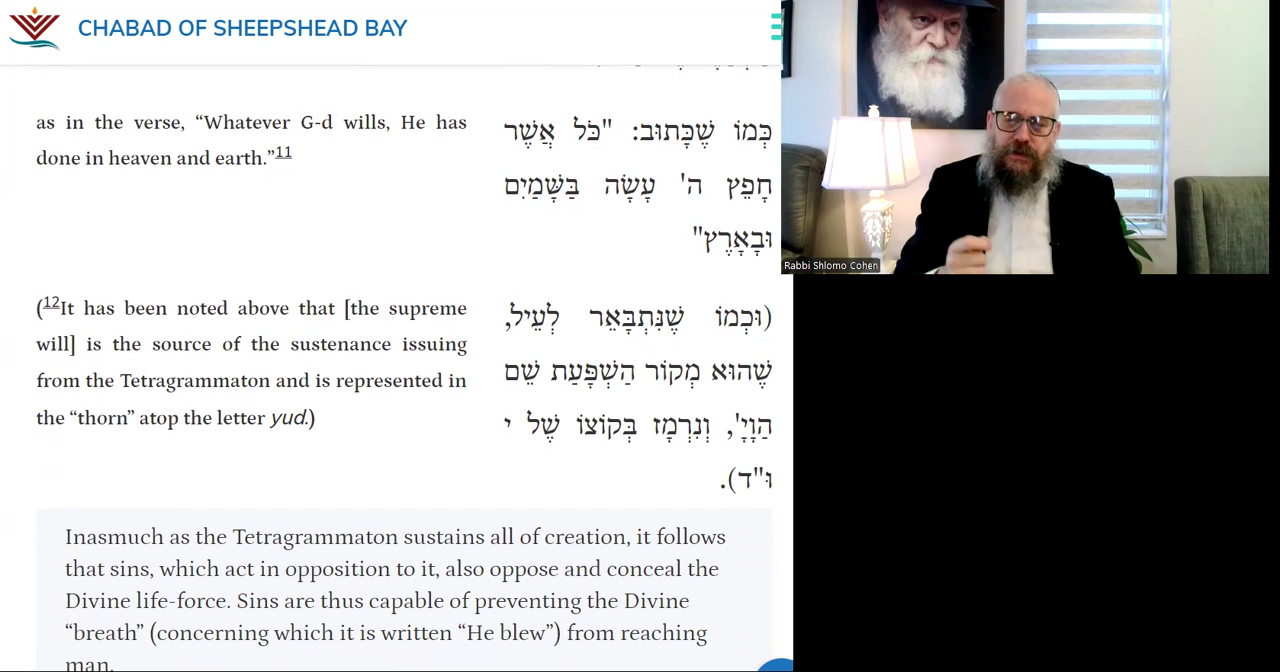 CHABAD OF SHEEPSHEAD BAY
as in the verse, “Whatever G-d wills, He has
done in heaven and earth.”11
כְּמוֹ שֶׁכָּתוּב: "כֹּל אֲשֶׁר
חָפֵץ ה' עָשָׂה בַּשָּׁמַיִם
וּבָאָרֶץ"
(12It has been noted above that [the supreme
will] is the source of the sustenance issuing
from the Tetragrammaton and is represented in
the “thorn” atop the letter yud.)
(וּכְמוֹ שֶׁנִּתְבָּאֵר לְעֵיל,
שֶׁהוּא מְקוֹר הַשְׁפָּעַת שֵׁם
הַוָיָ', וְנִרְמָז בְּקוֹצוֹ שֶׁל י
וּ"ד).
Inasmuch as the Tetragrammaton sustains all of creation, it follows
that sins, which act in opposition to it, also oppose and conceal the
Divine life-force. Sins are thus capable of preventing the Divine
“breath” (concerning which it is written “He blew”) from reaching
man.
Rabbi Shlomo Cohen